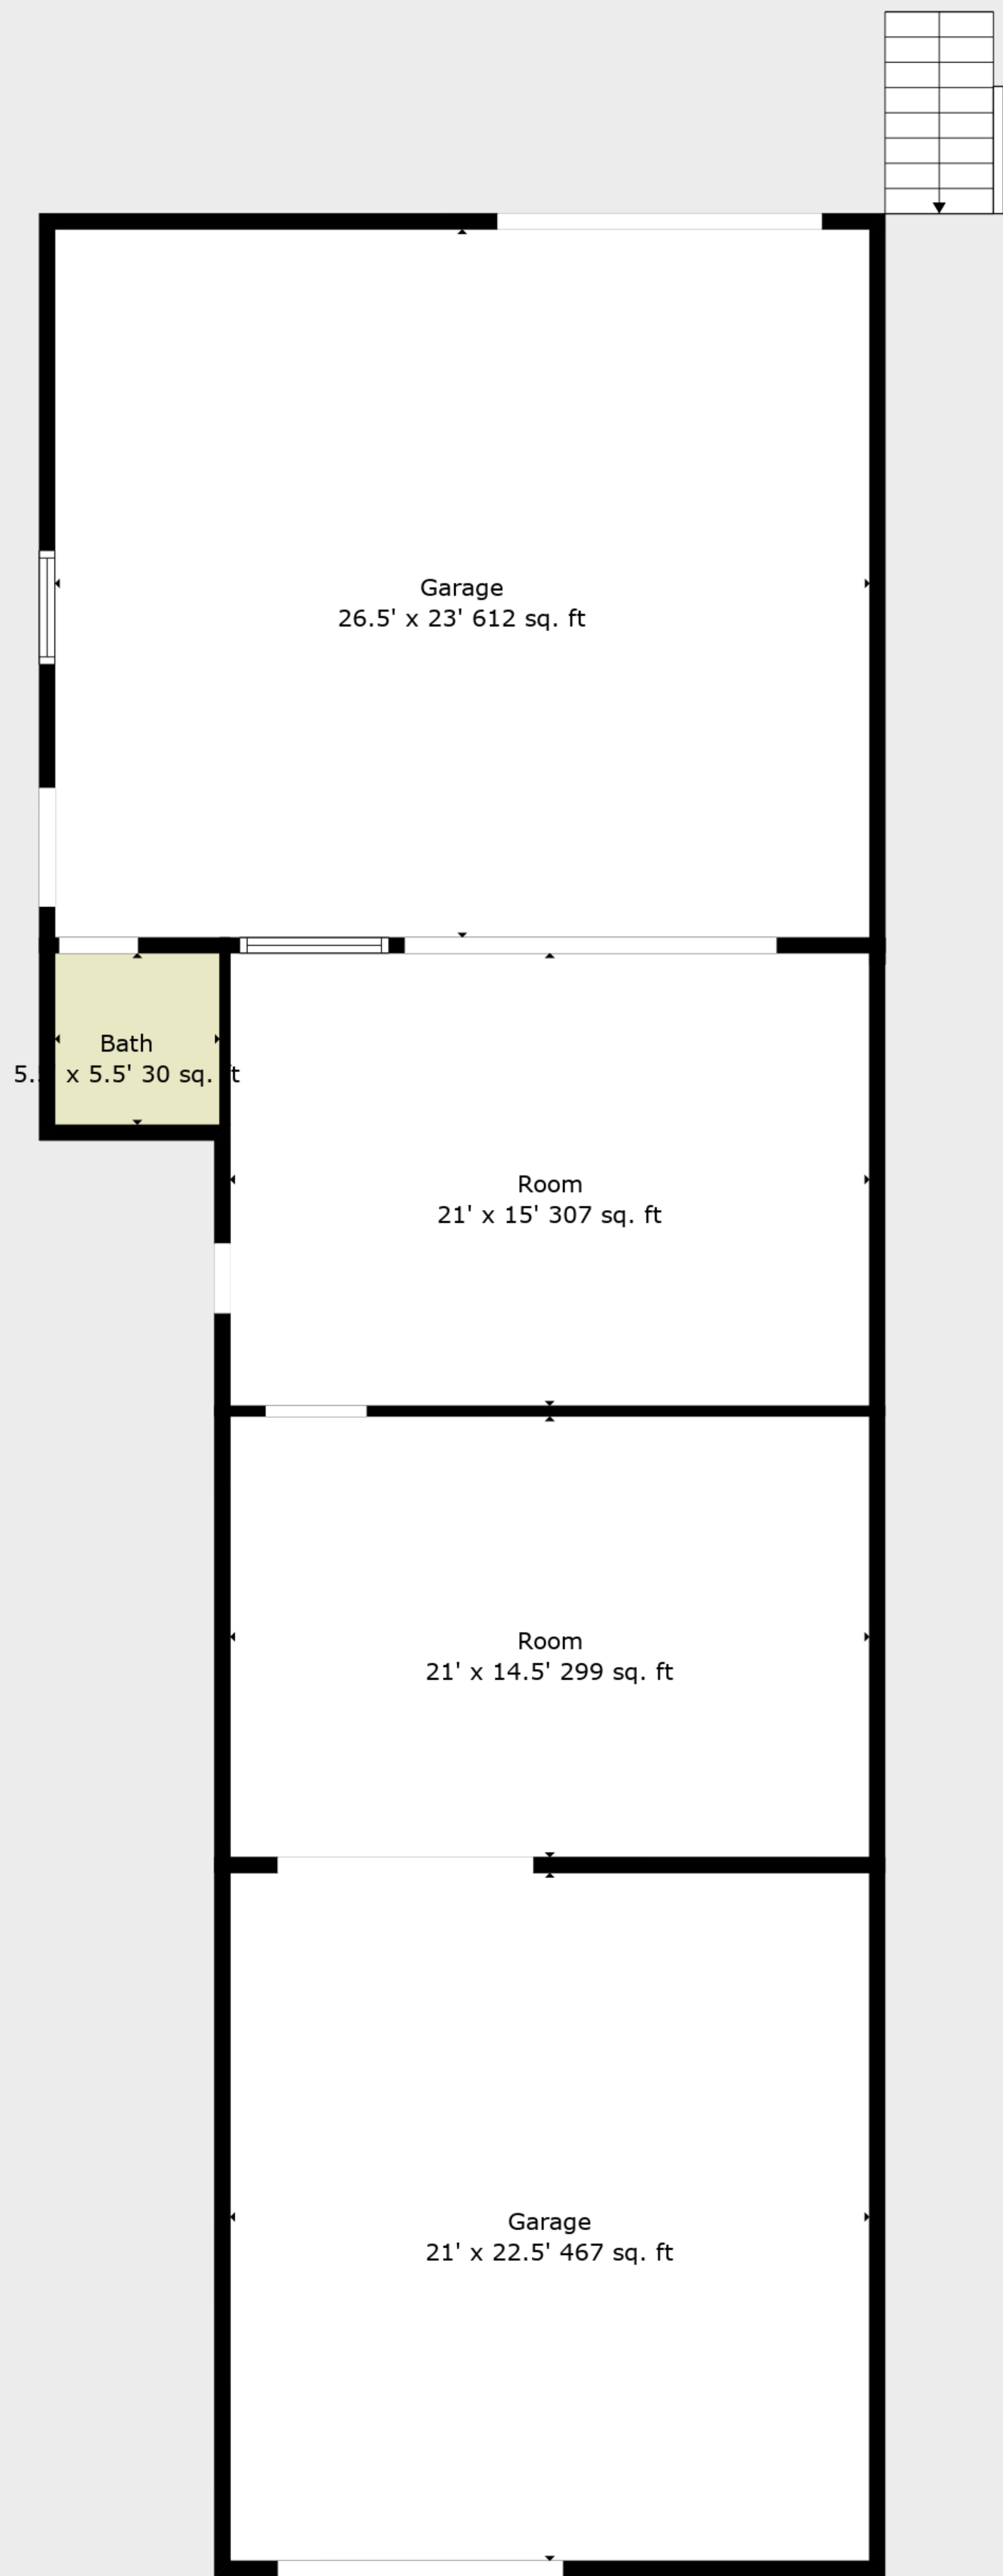 Garage
26.5' x 23' 612 sq. ft
Bath
x 5.5' 30 sq.
Room
21' x 15' 307 sq. ft
Room
21' x 14.5' 299 sq. ft
Garage
21' x 22.5' 467 sq. ft